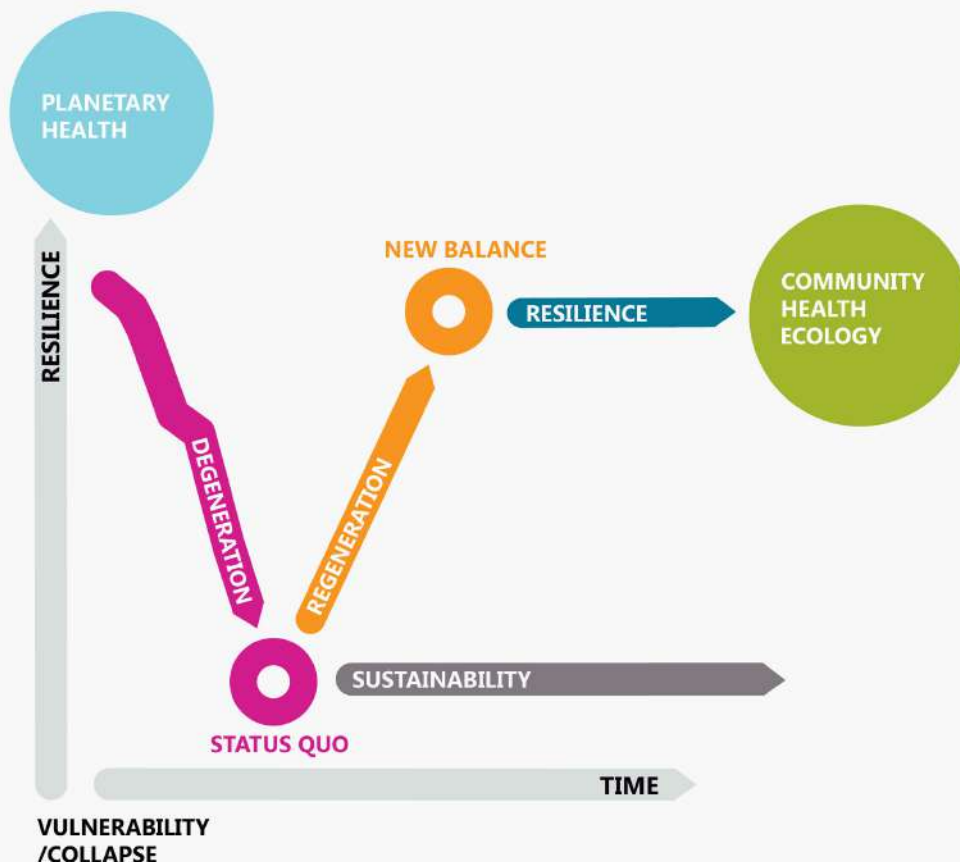 PLANETARY
HEALTH
RESILIENCE
NEW BALANCE
RESILIENCE
COMMUNITY
HEALTH
ECOLOGY
DEGENERATION
REGENERATION
SUSTAINABILITY
STATUS QUO
TIME
VULNERABILITY
/COLLAPSE